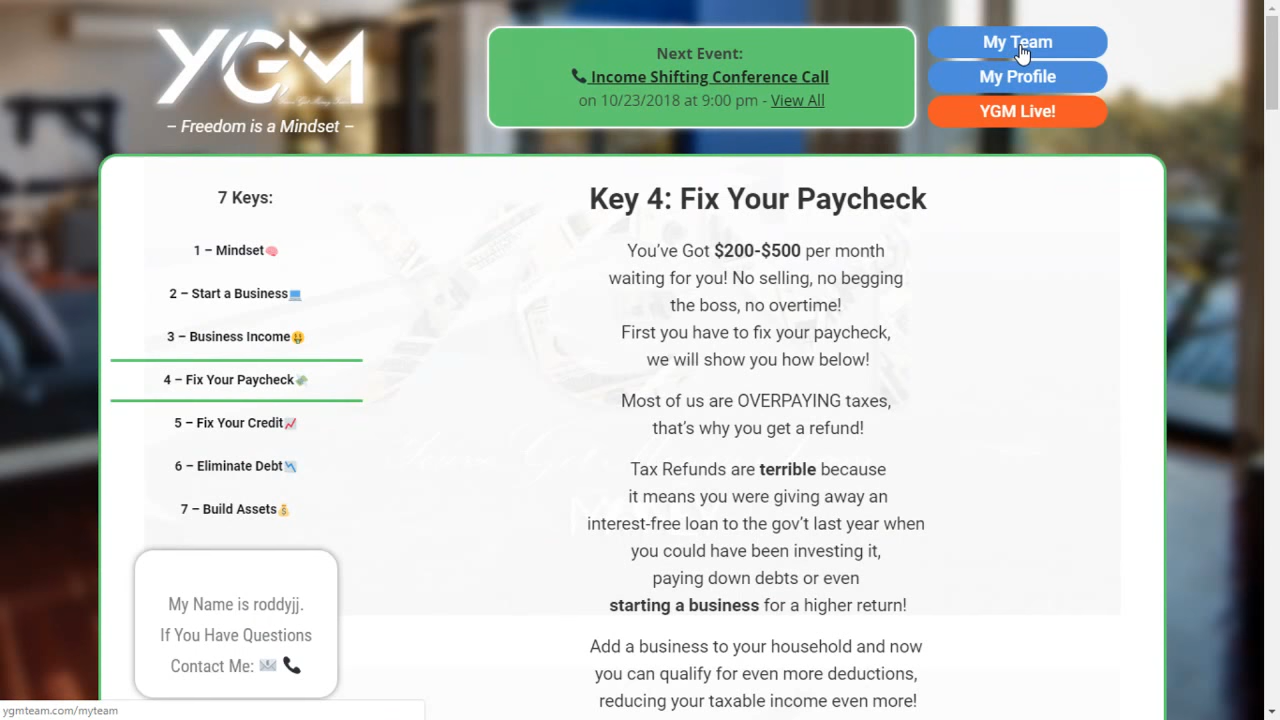 YGM
– Freedom is a Mindset –
Next Event:
Income Shifting Conference Call
on 10/23/2018 at 9:00 pm - View All
My Team
My Profile
YGM Live!
7 Keys:
1 – Mindset
2 – Start a Business
3 – Business Income
4 – Fix Your Paycheck
5 – Fix Your Credit
6 – Eliminate Debt
7 – Build Assets
My Name is roddyjj.
If You Have Questions
Contact Me:
Key 4: Fix Your Paycheck
You’ve Got $200-$500 per month
waiting for you! No selling, no begging
the boss, no overtime!
First you have to fix your paycheck,
we will show you how below!
Most of us are OVERPAYING taxes,
that’s why you get a refund!
Tax Refunds are terrible because
it means you were giving away an
interest-free loan to the gov’t last year when
you could have been investing it,
paying down debts or even
starting a business for a higher return!
Add a business to your household and now
you can qualify for even more deductions,
reducing your taxable income even more!
ygmteam.com/myteam